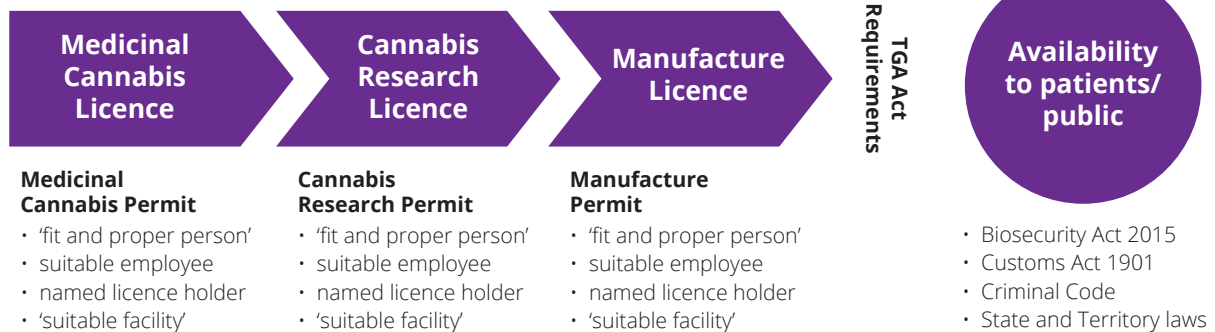 Medicinal
Cannabis
Licence
Cannabis
Research
Licence
Manufacture
Licence
TGA Act
Requirements
Availability
to patients/
public
Medicinal
Cannabis Permit
• ‘fit and proper person’
• suitable employee
• named licence holder
• ‘suitable facility’
Cannabis
Research Permit
• ‘fit and proper person’
• suitable employee
• named licence holder
• ‘suitable facility’
Manufacture
Permit
• ‘fit and proper person’
• suitable employee
• named licence holder
• ‘suitable facility’
• Biosecurity Act 2015
• Customs Act 1901
• Criminal Code
• State and Territory laws